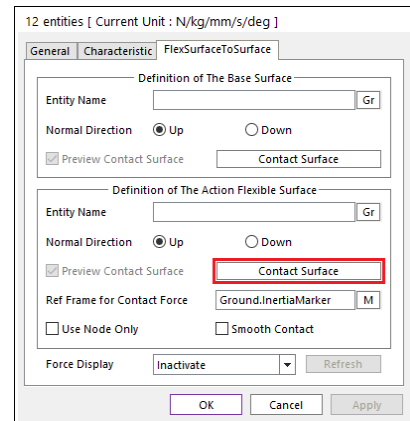 12 entities [ Current Unit : N/kg/mm/s/deg ]
General Characteristic FlexSurfaceToSurface
Definition of The Base Surface
Entity Name Gr
Normal Direction Up Down
Preview Contact Surface Contact Surface
Definition of The Action Flexible Surface
Entity Name Gr
Normal Direction Up Down
Preview Contact Surface Contact Surface
Ref Frame for Contact Force Ground.InertiaMarker M
Use Node Only Smooth Contact
Force Display Inactivate Refresh
OK Cancel Apply